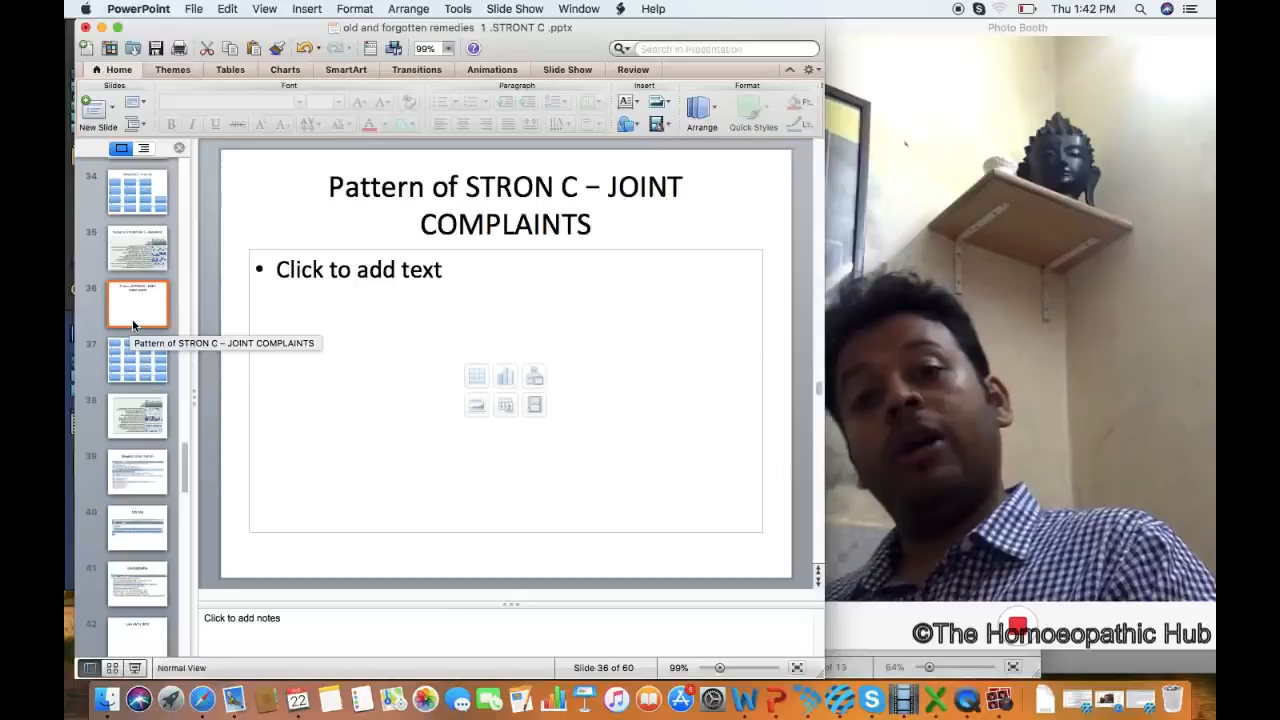 PowerPoint File Edit View Insert Format Arrange Tools Slide Show Window Help Thu 1:42 PM
old and forgotten remedies 1 .STRONT C .pptx
Photo Booth
99%
Search in Presentation
Home Themes Tables Charts SmartArt Transitions Animations Slide Show Review
Slides Font Paragraph Insert Format
New Slide
Arrange Quick Styles
34
35
36
37
38
39
40
41
42
Pattern of STRON C – JOINT
COMPLAINTS
• Click to add text
Pattern of STRON C – JOINT COMPLAINTS
Click to add notes
©The Homoeopathic Hub
Normal View Slide 36 of 60 99% of 13 64%